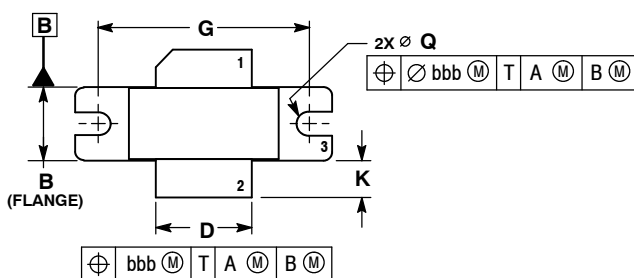 B
G
1
2X ⌀ Q
⌖ ⌀ bbb Ⓜ T A Ⓜ B Ⓜ
3
B
(FLANGE)
K
2
D
⌖ bbb Ⓜ T A Ⓜ B Ⓜ